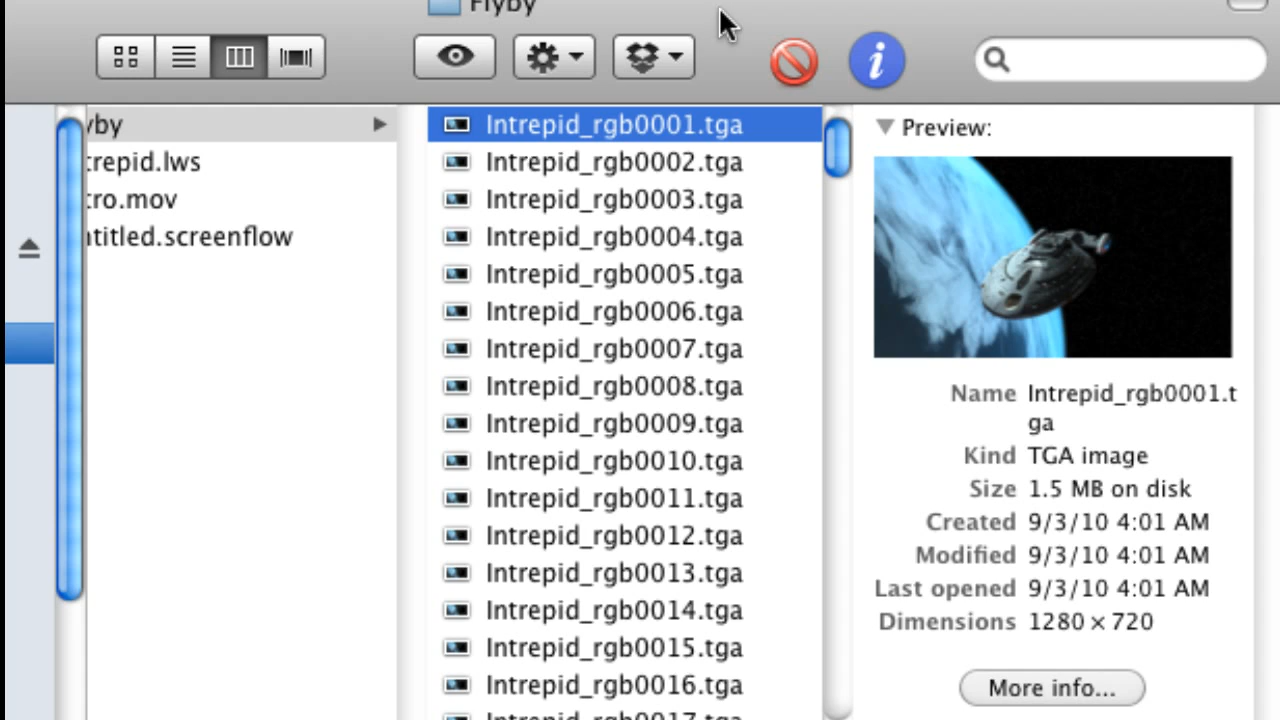 Flyby
yby
trepid.lws
tro.mov
ntitled.screenflow
Intrepid_rgb0001.tga
Intrepid_rgb0002.tga
Intrepid_rgb0003.tga
Intrepid_rgb0004.tga
Intrepid_rgb0005.tga
Intrepid_rgb0006.tga
Intrepid_rgb0007.tga
Intrepid_rgb0008.tga
Intrepid_rgb0009.tga
Intrepid_rgb0010.tga
Intrepid_rgb0011.tga
Intrepid_rgb0012.tga
Intrepid_rgb0013.tga
Intrepid_rgb0014.tga
Intrepid_rgb0015.tga
Intrepid_rgb0016.tga
Intrepid_rgb0017.tga
Preview:
Name Intrepid_rgb0001.t
ga
Kind TGA image
Size 1.5 MB on disk
Created 9/3/10 4:01 AM
Modified 9/3/10 4:01 AM
Last opened 9/3/10 4:01 AM
Dimensions 1280 × 720
More info...